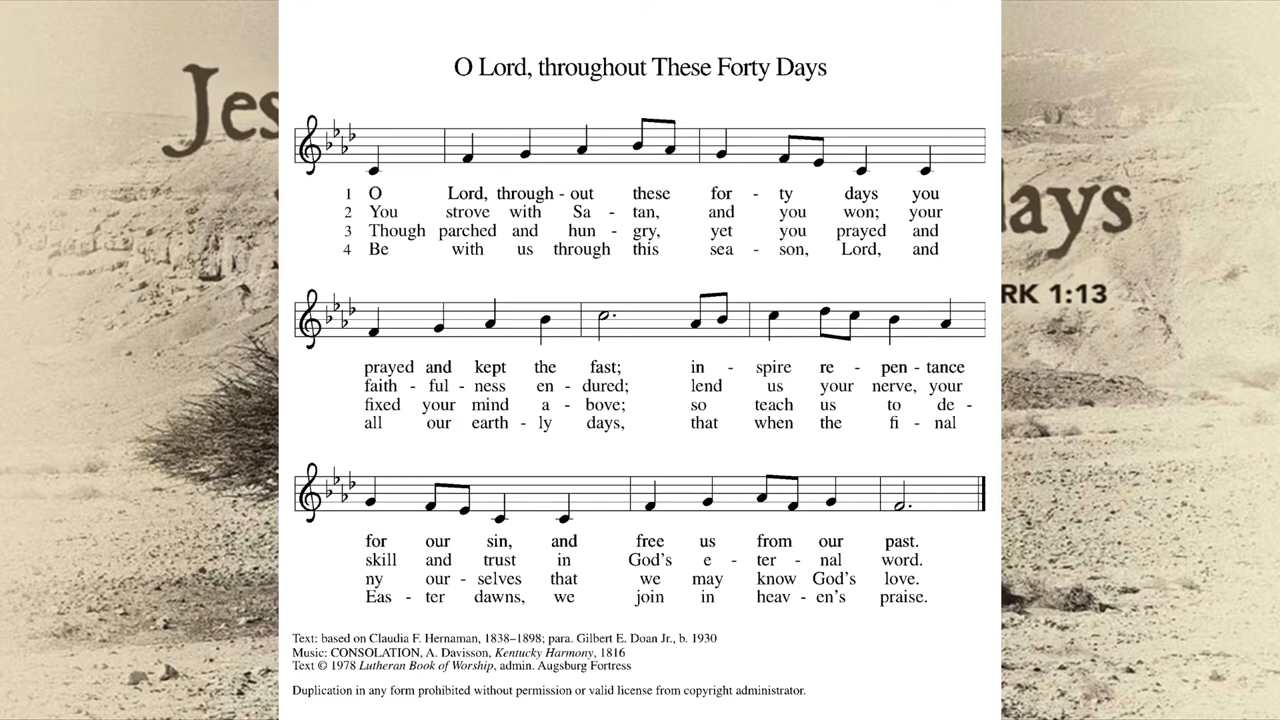 O Lord, throughout These Forty Days
1 O Lord, through - out these for - ty days you
2 You strove with Sa - tan, and you won; your
3 Though parched and hun - gry, yet you prayed and
4 Be with us through this sea - son, Lord, and
prayed and kept the fast; in - spire re - pen - tance
faith - ful - ness en - dured; lend us your nerve, your
fixed your mind a - bove; so teach us to de -
all our earth - ly days, that when the fi - nal
for our sin, and free us from our past.
skill and trust in God's e - ter - nal word.
ny our - selves that we may know God's love.
Eas - ter dawns, we join in heav - en's praise.
Text: based on Claudia F. Hernaman, 1838–1898; para. Gilbert E. Doan Jr., b. 1930
Music: CONSOLATION, A. Davisson, Kentucky Harmony, 1816
Text © 1978 Lutheran Book of Worship, admin. Augsburg Fortress
Duplication in any form prohibited without permission or valid license from copyright administrator.
Jes
ays
RK 1:13